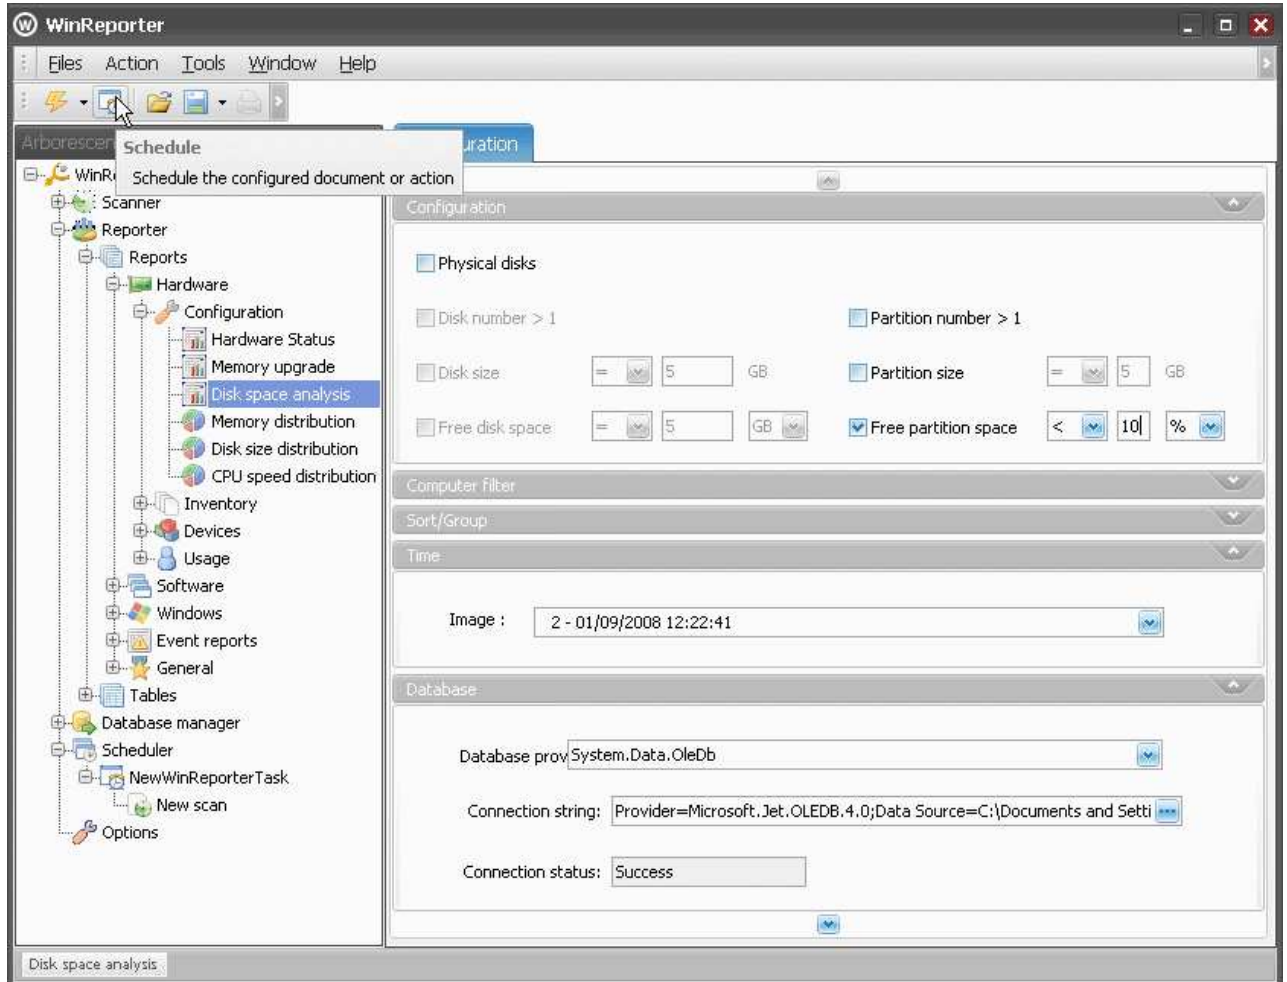 WinReporter
Files Action Tools Window Help
Arborescen
Schedule
Schedule the configured document or action
uration
WinR
Scanner
Reporter
Reports
Hardware
Configuration
Hardware Status
Memory upgrade
Disk space analysis
Memory distribution
Disk size distribution
CPU speed distribution
Inventory
Devices
Usage
Software
Windows
Event reports
General
Tables
Database manager
Scheduler
NewWinReporterTask
New scan
Options
Configuration
Physical disks
Disk number > 1
Partition number > 1
Disk size = 5 GB
Partition size = 5 GB
Free disk space = 5 GB
Free partition space < 10 %
Computer filter
Sort/Group
Time
Image : 2 - 01/09/2008 12:22:41
Database
Database prov System.Data.OleDb
Connection string: Provider=Microsoft.Jet.OLEDB.4.0;Data Source=C:\Documents and Setti
Connection status: Success
Disk space analysis